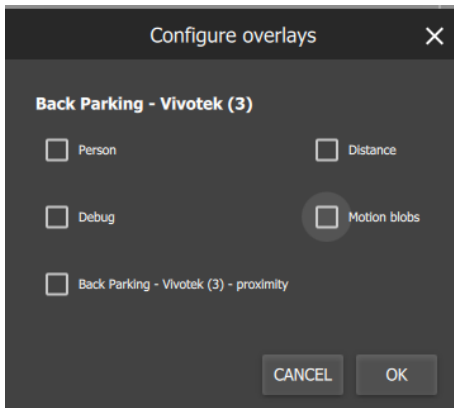 Configure overlays
Back Parking - Vivotek (3)
Person
Distance
Debug
Motion blobs
Back Parking - Vivotek (3) - proximity
CANCEL
OK